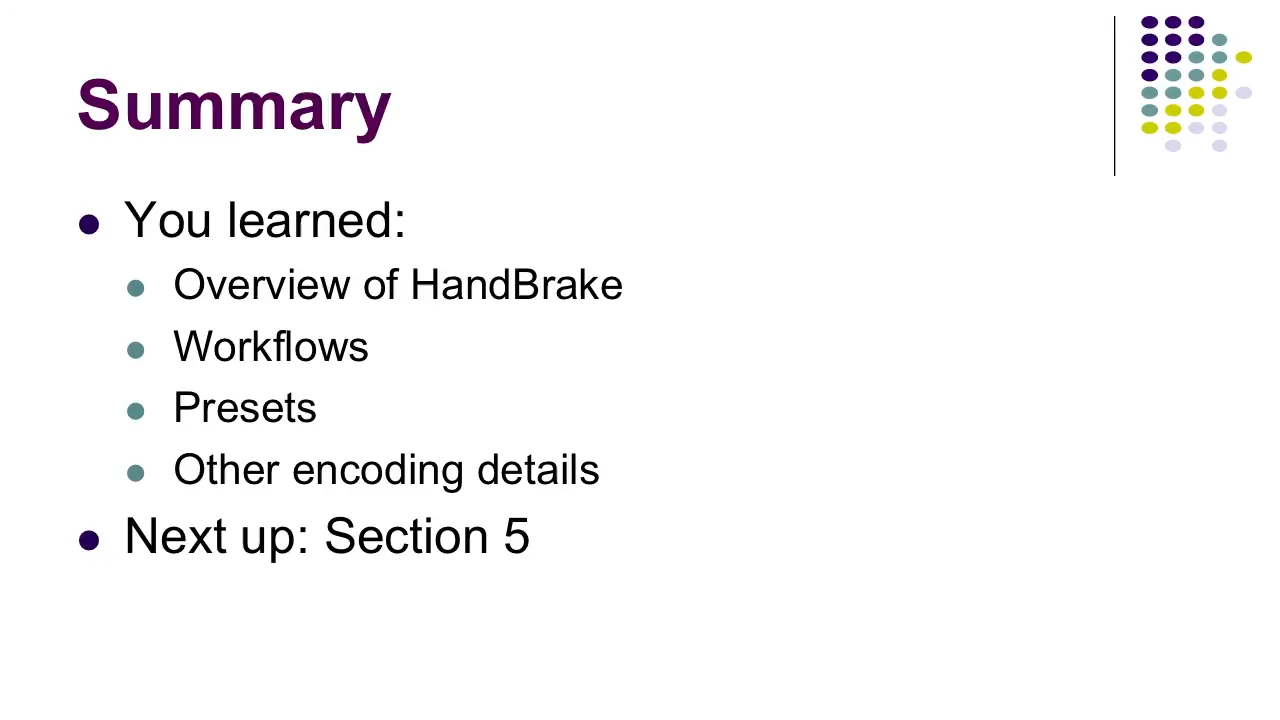 Summary
You learned:
Overview of HandBrake
Workflows
Presets
Other encoding details
Next up: Section 5